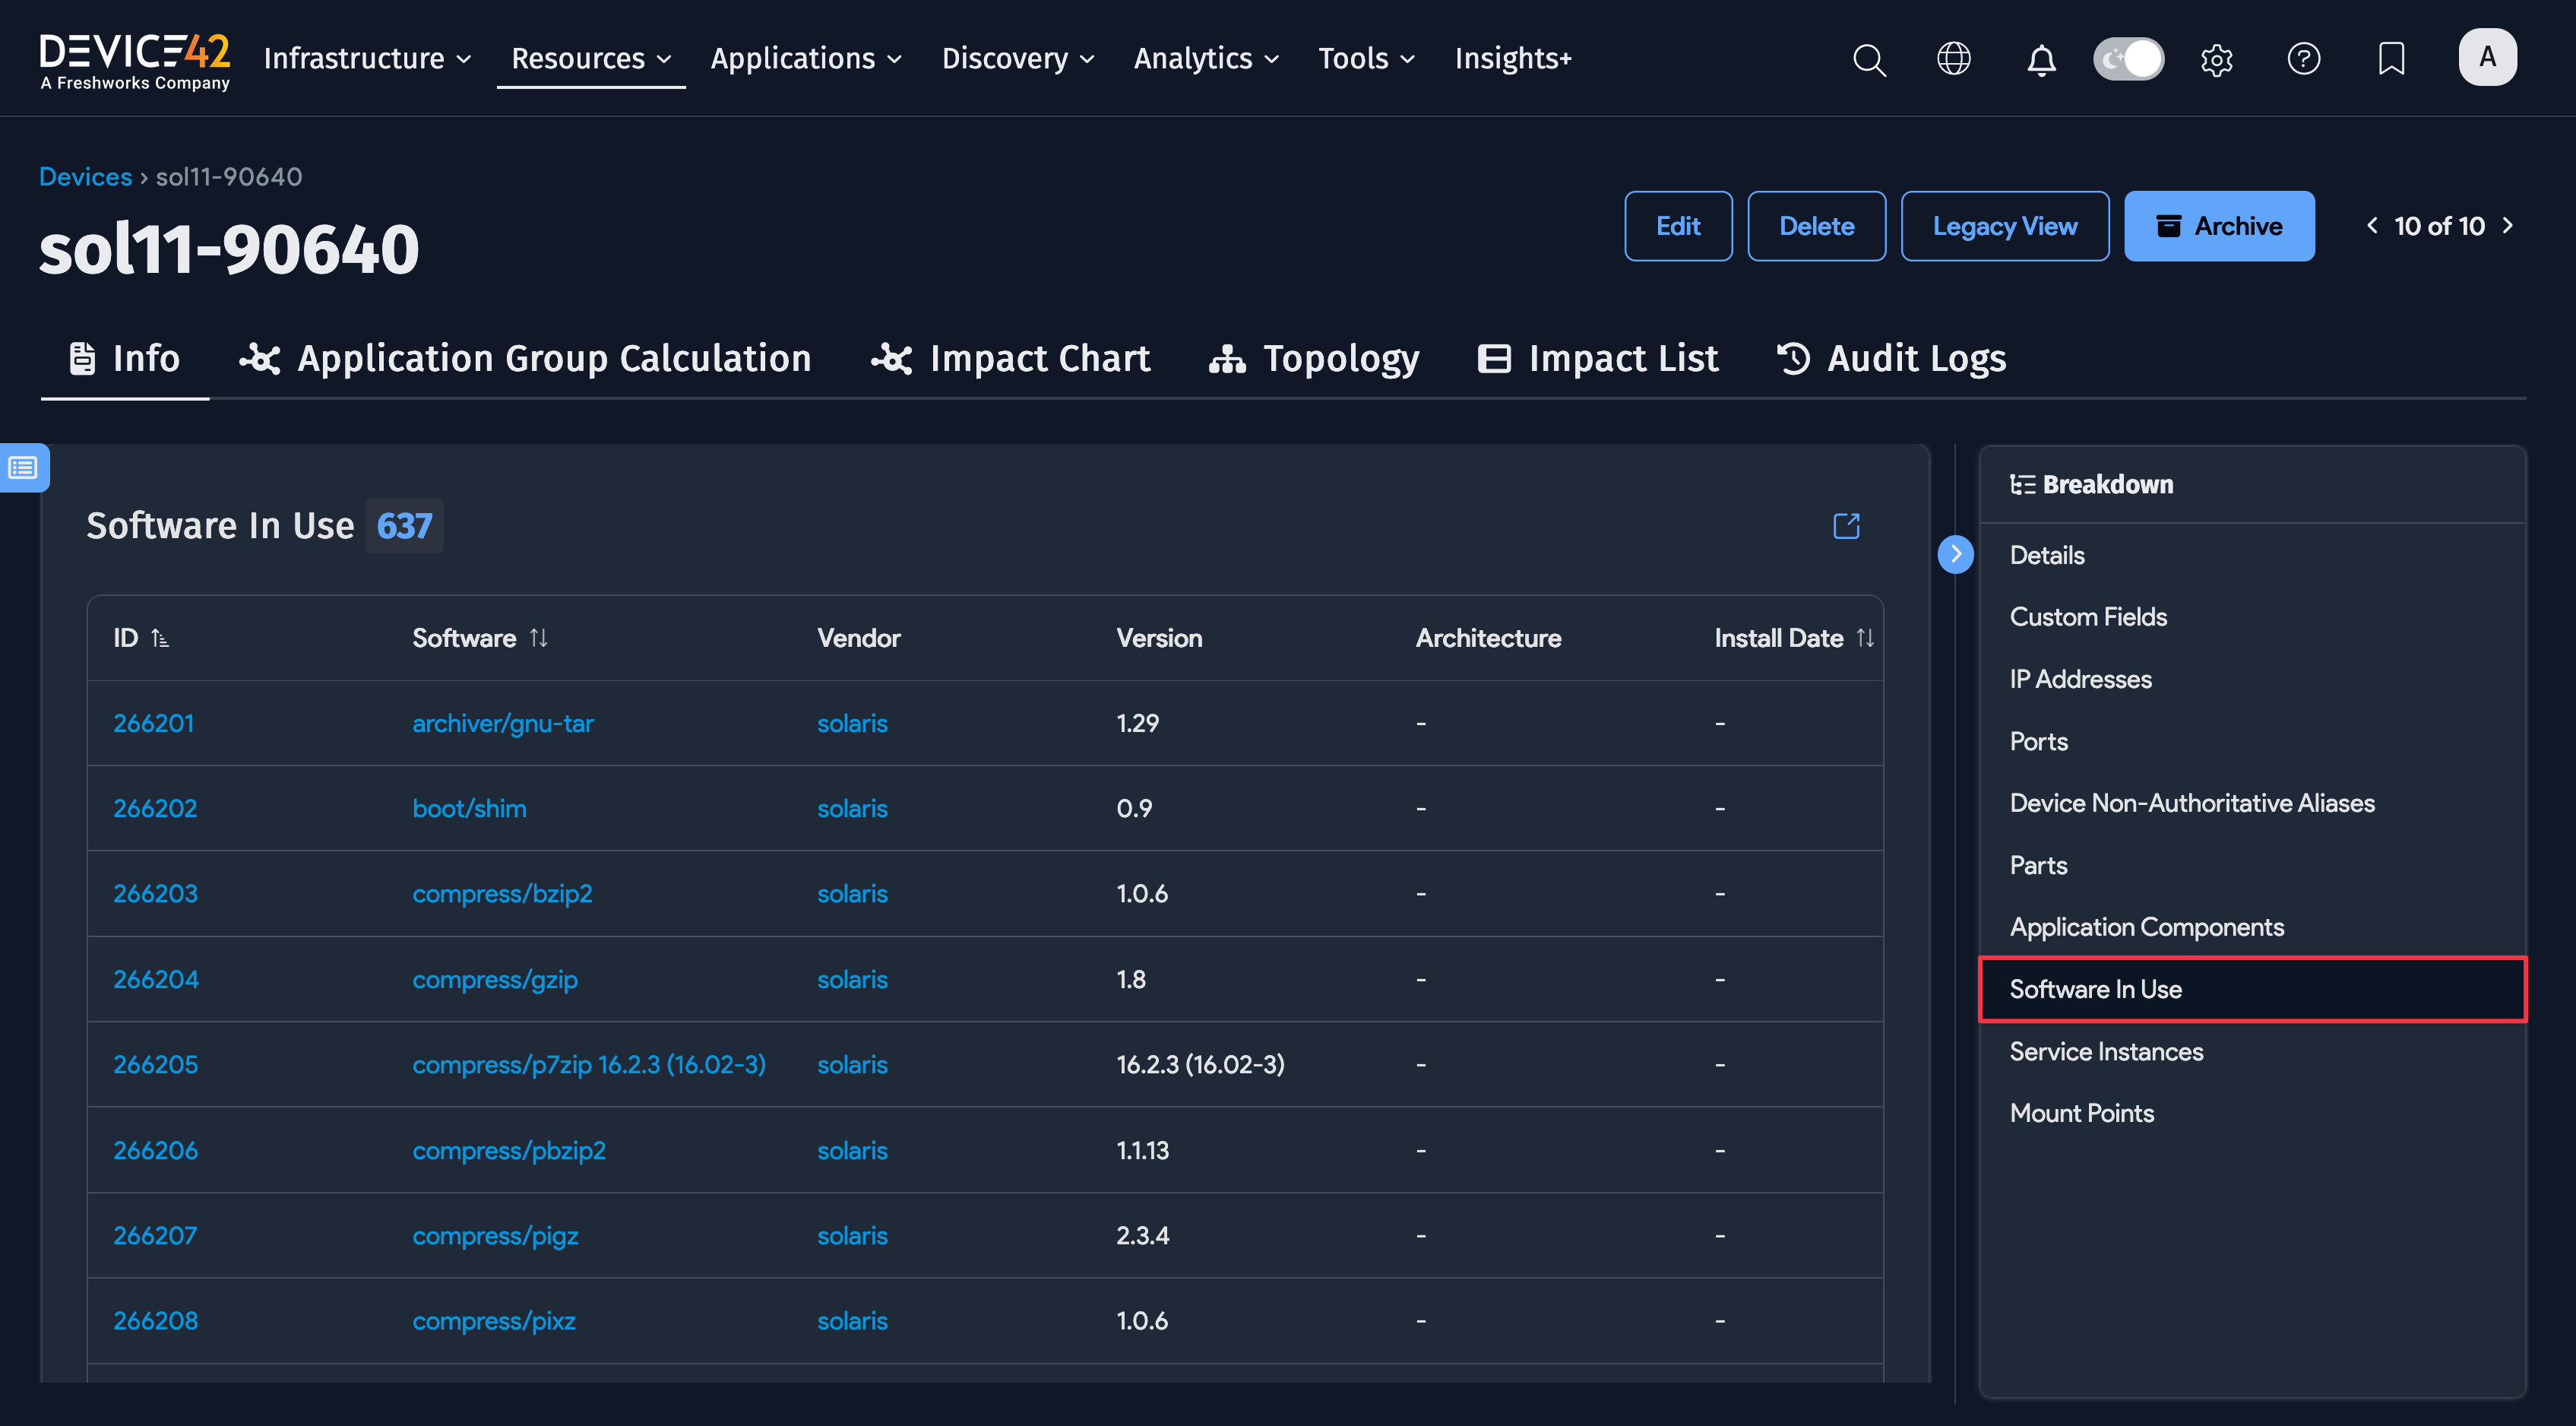 DEVICE42
A Freshworks Company
Infrastructure Resources Applications Discovery Analytics Tools Insights+
A
Devices › sol11-90640
sol11-90640
Edit Delete Legacy View Archive 10 of 10
Info Application Group Calculation Impact Chart Topology Impact List Audit Logs
Software In Use 637
ID Software Vendor Version Architecture Install Date
266201 archiver/gnu-tar solaris 1.29 - -
266202 boot/shim solaris 0.9 - -
266203 compress/bzip2 solaris 1.0.6 - -
266204 compress/gzip solaris 1.8 - -
266205 compress/p7zip 16.2.3 (16.02-3) solaris 16.2.3 (16.02-3) - -
266206 compress/pbzip2 solaris 1.1.13 - -
266207 compress/pigz solaris 2.3.4 - -
266208 compress/pixz solaris 1.0.6 - -
Breakdown
Details
Custom Fields
IP Addresses
Ports
Device Non-Authoritative Aliases
Parts
Application Components
Software In Use
Service Instances
Mount Points